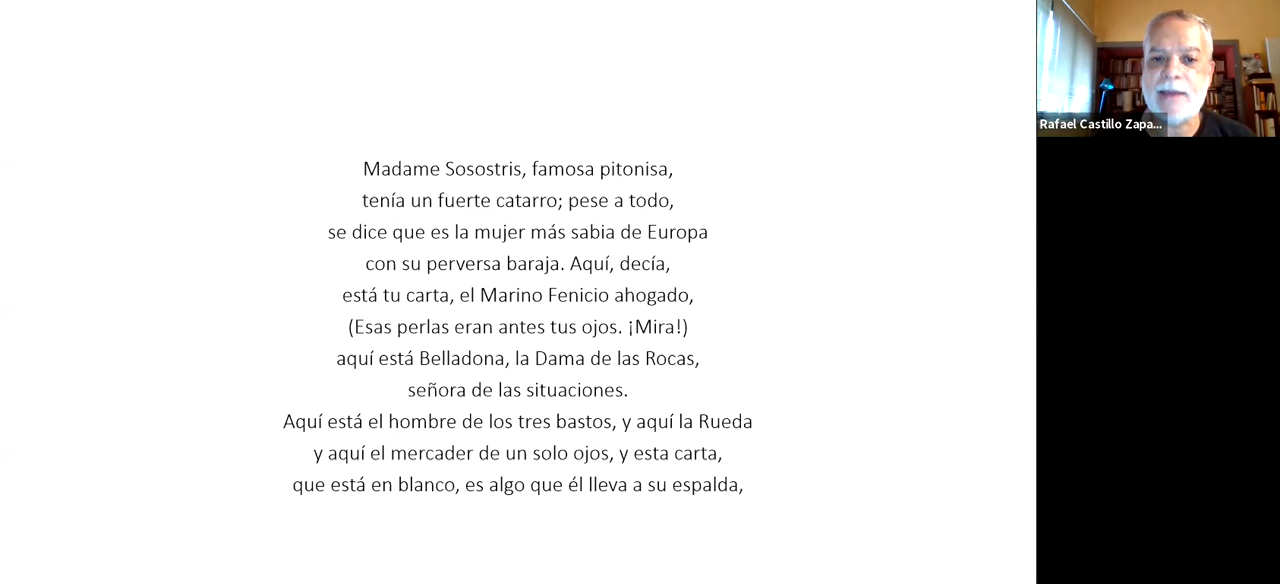 Madame Sosostris, famosa pitonisa,
tenía un fuerte catarro; pese a todo,
se dice que es la mujer más sabia de Europa
con su perversa baraja. Aquí, decía,
está tu carta, el Marino Fenicio ahogado,
(Esas perlas eran antes tus ojos. ¡Mira!)
aquí está Belladona, la Dama de las Rocas,
señora de las situaciones.
Aquí está el hombre de los tres bastos, y aquí la Rueda
y aquí el mercader de un solo ojos, y esta carta,
que está en blanco, es algo que él lleva a su espalda,
Rafael Castillo Zapa...